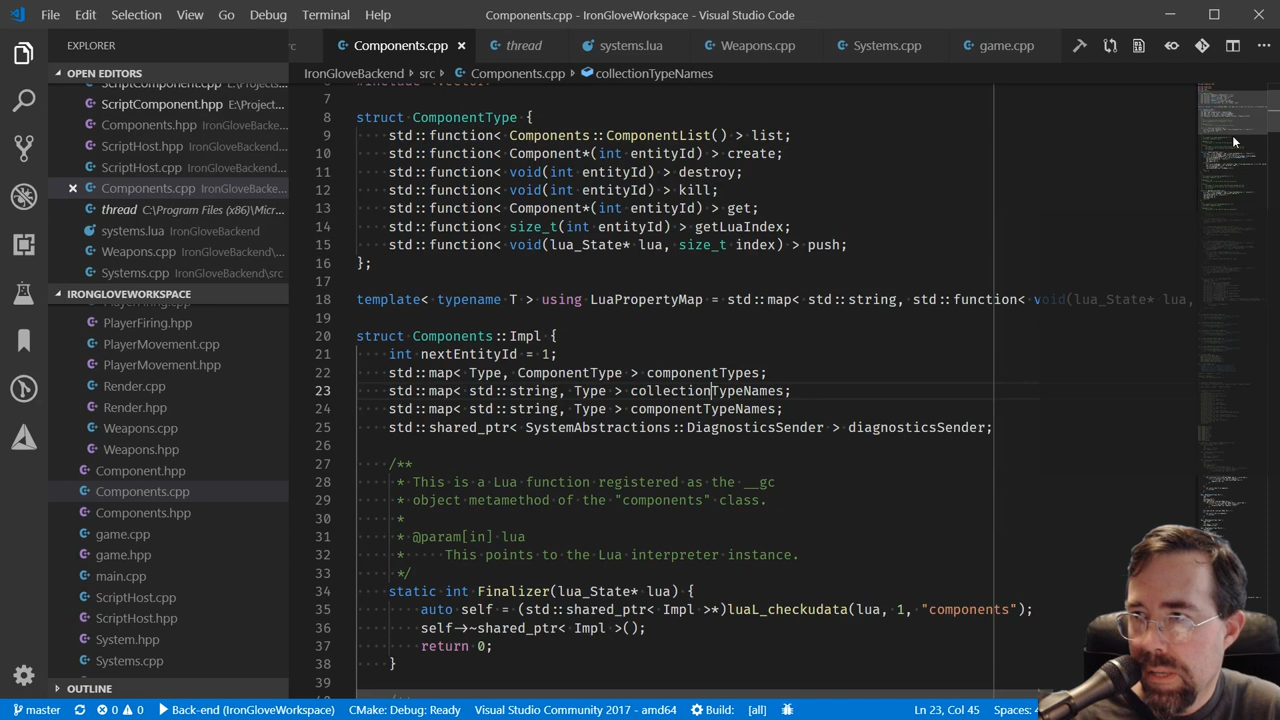 File Edit Selection View Go Debug Terminal Help Components.cpp - IronGloveWorkspace - Visual Studio Code
EXPLORER
Components.cpp thread systems.lua Weapons.cpp Systems.cpp game.cpp
OPEN EDITORS
IronGloveBackend src Components.cpp collectionTypeNames
ScriptComponent.hpp E:\Projec...
Components.hpp IronGloveBackend...
ScriptHost.hpp IronGloveBackend\...
ScriptHost.cpp IronGloveBackend\...
Components.cpp IronGloveBacke...
thread C:\Program Files (x86)\Micr...
systems.lua IronGloveBackend
Weapons.cpp IronGloveBackend\...
Systems.cpp IronGloveBackend\src
IRONGLOVEWORKSPACE
PlayerFiring.hpp
PlayerMovement.cpp
PlayerMovement.hpp
Render.cpp
Render.hpp
Weapons.cpp
Weapons.hpp
Component.hpp
Components.cpp
Components.hpp
game.cpp
game.hpp
main.cpp
ScriptHost.cpp
ScriptHost.hpp
System.hpp
Systems.cpp
OUTLINE
7
8 struct ComponentType {
9 std::function< Components::ComponentList() > list;
10 std::function< Component*(int entityId) > create;
11 std::function< void(int entityId) > destroy;
12 std::function< void(int entityId) > kill;
13 std::function< Component*(int entityId) > get;
14 std::function< size_t(int entityId) > getLuaIndex;
15 std::function< void(lua_State* lua, size_t index) > push;
16 };
17
18 template< typename T > using LuaPropertyMap = std::map< std::string, std::function< void(lua_State* lua,
19
20 struct Components::Impl {
21 int nextEntityId = 1;
22 std::map< Type, ComponentType > componentTypes;
23 std::map< std::string, Type > collectionTypeNames;
24 std::map< std::string, Type > componentTypeNames;
25 std::shared_ptr< SystemAbstractions::DiagnosticsSender > diagnosticsSender;
26
27 /**
28 * This is a Lua function registered as the __gc
29 * object metamethod of the "components" class.
30 *
31 * @param[in] lua
32 * This points to the Lua interpreter instance.
33 */
34 static int Finalizer(lua_State* lua) {
35 auto self = (std::shared_ptr< Impl >*)luaL_checkudata(lua, 1, "components");
36 self->~shared_ptr< Impl >();
37 return 0;
38 }
39
master 0 0 Back-end (IronGloveWorkspace) CMake: Debug: Ready Visual Studio Community 2017 - amd64 Build: [all] Ln 23, Col 45 Spaces: